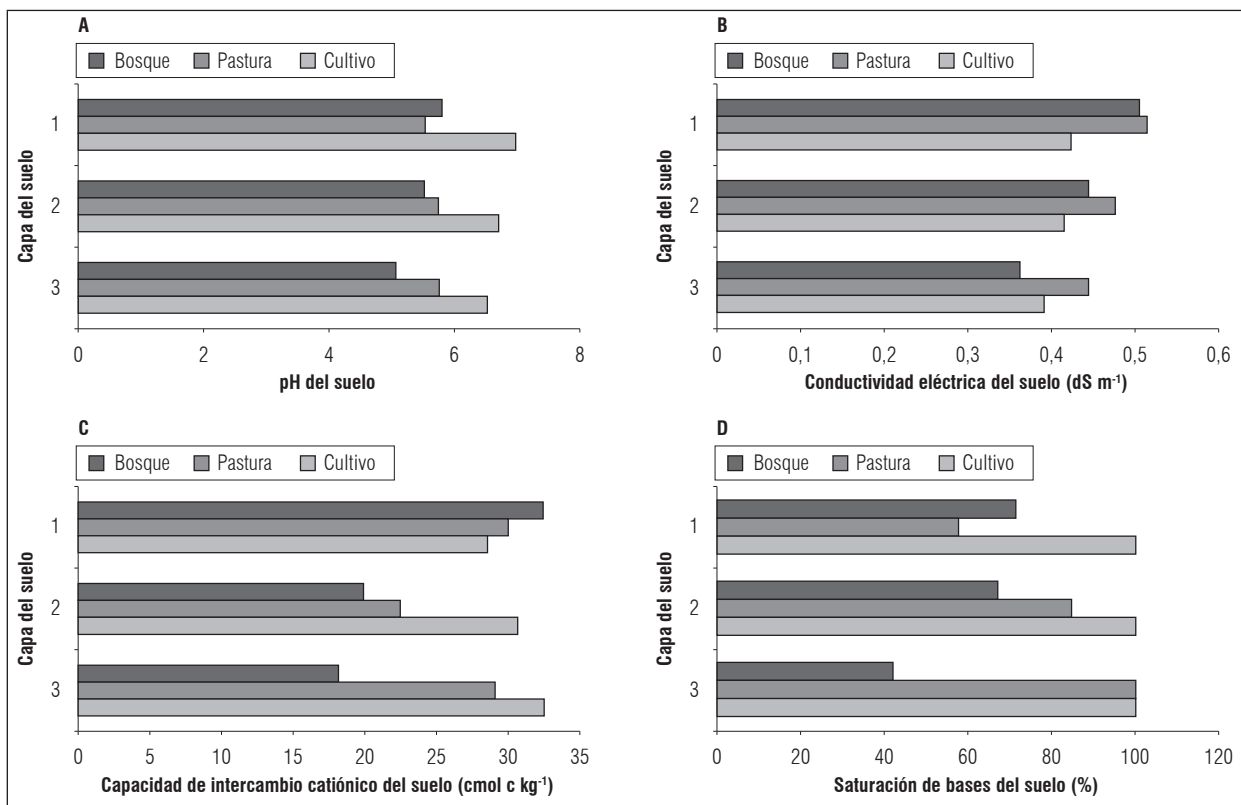 A
Bosque Pastura Cultivo
Capa del suelo
1
2
3
0 2 4 6 8
pH del suelo
B
Bosque Pastura Cultivo
Capa del suelo
1
2
3
0 0,1 0,2 0,3 0,4 0,5 0,6
Conductividad eléctrica del suelo (dS m⁻¹)
C
Bosque Pastura Cultivo
Capa del suelo
1
2
3
0 5 10 15 20 25 30 35
Capacidad de intercambio catiónico del suelo (cmol c kg⁻¹)
D
Bosque Pastura Cultivo
Capa del suelo
1
2
3
0 20 40 60 80 100 120
Saturación de bases del suelo (%)